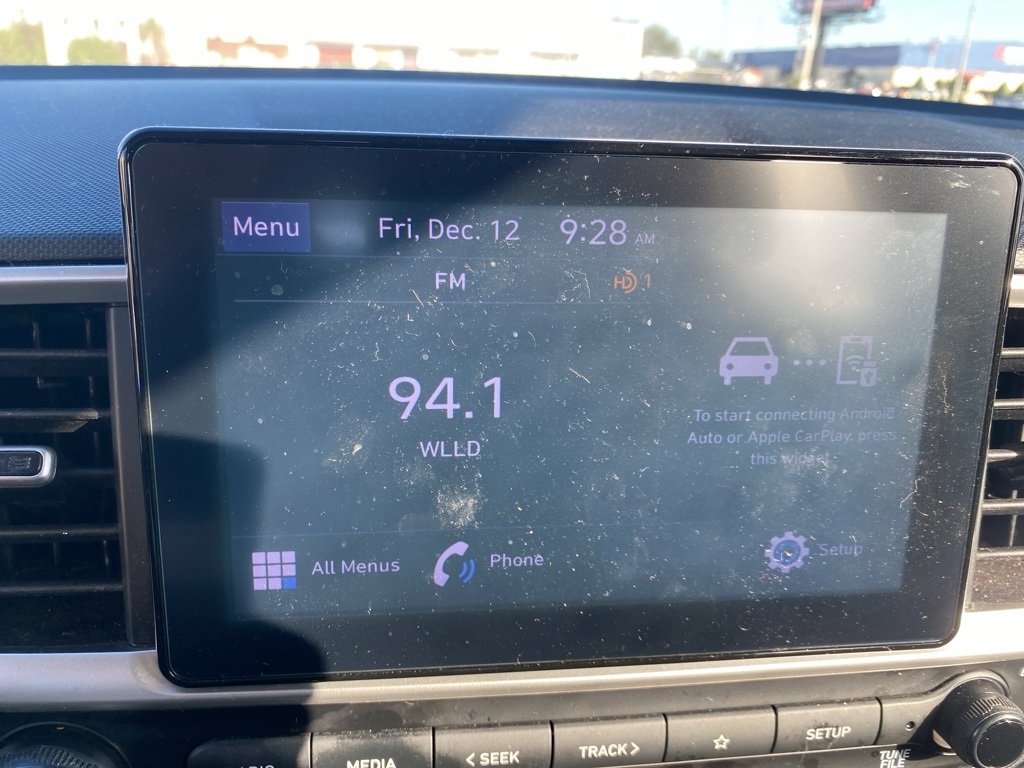 Menu Fri, Dec. 12 9:28 AM
FM HD 1
94.1
WLLD
To start connecting Android
Auto or Apple CarPlay, press
this widget.
All Menus Phone Setup
MEDIA < SEEK TRACK > ☆ SETUP
TUNE
FILE